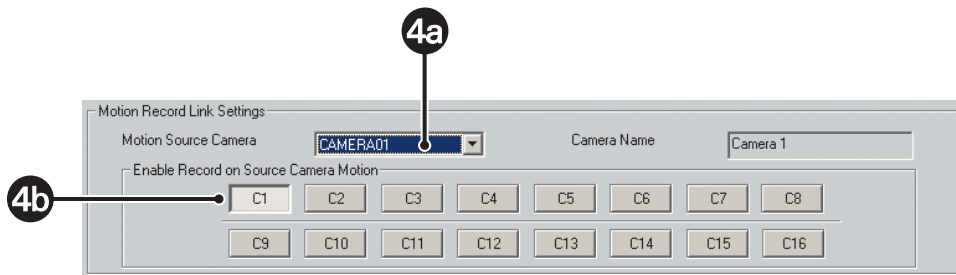 4a
Motion Record Link Settings
Motion Source Camera CAMERA01 Camera Name Camera 1
Enable Record on Source Camera Motion
4b C1 C2 C3 C4 C5 C6 C7 C8
C9 C10 C11 C12 C13 C14 C15 C16